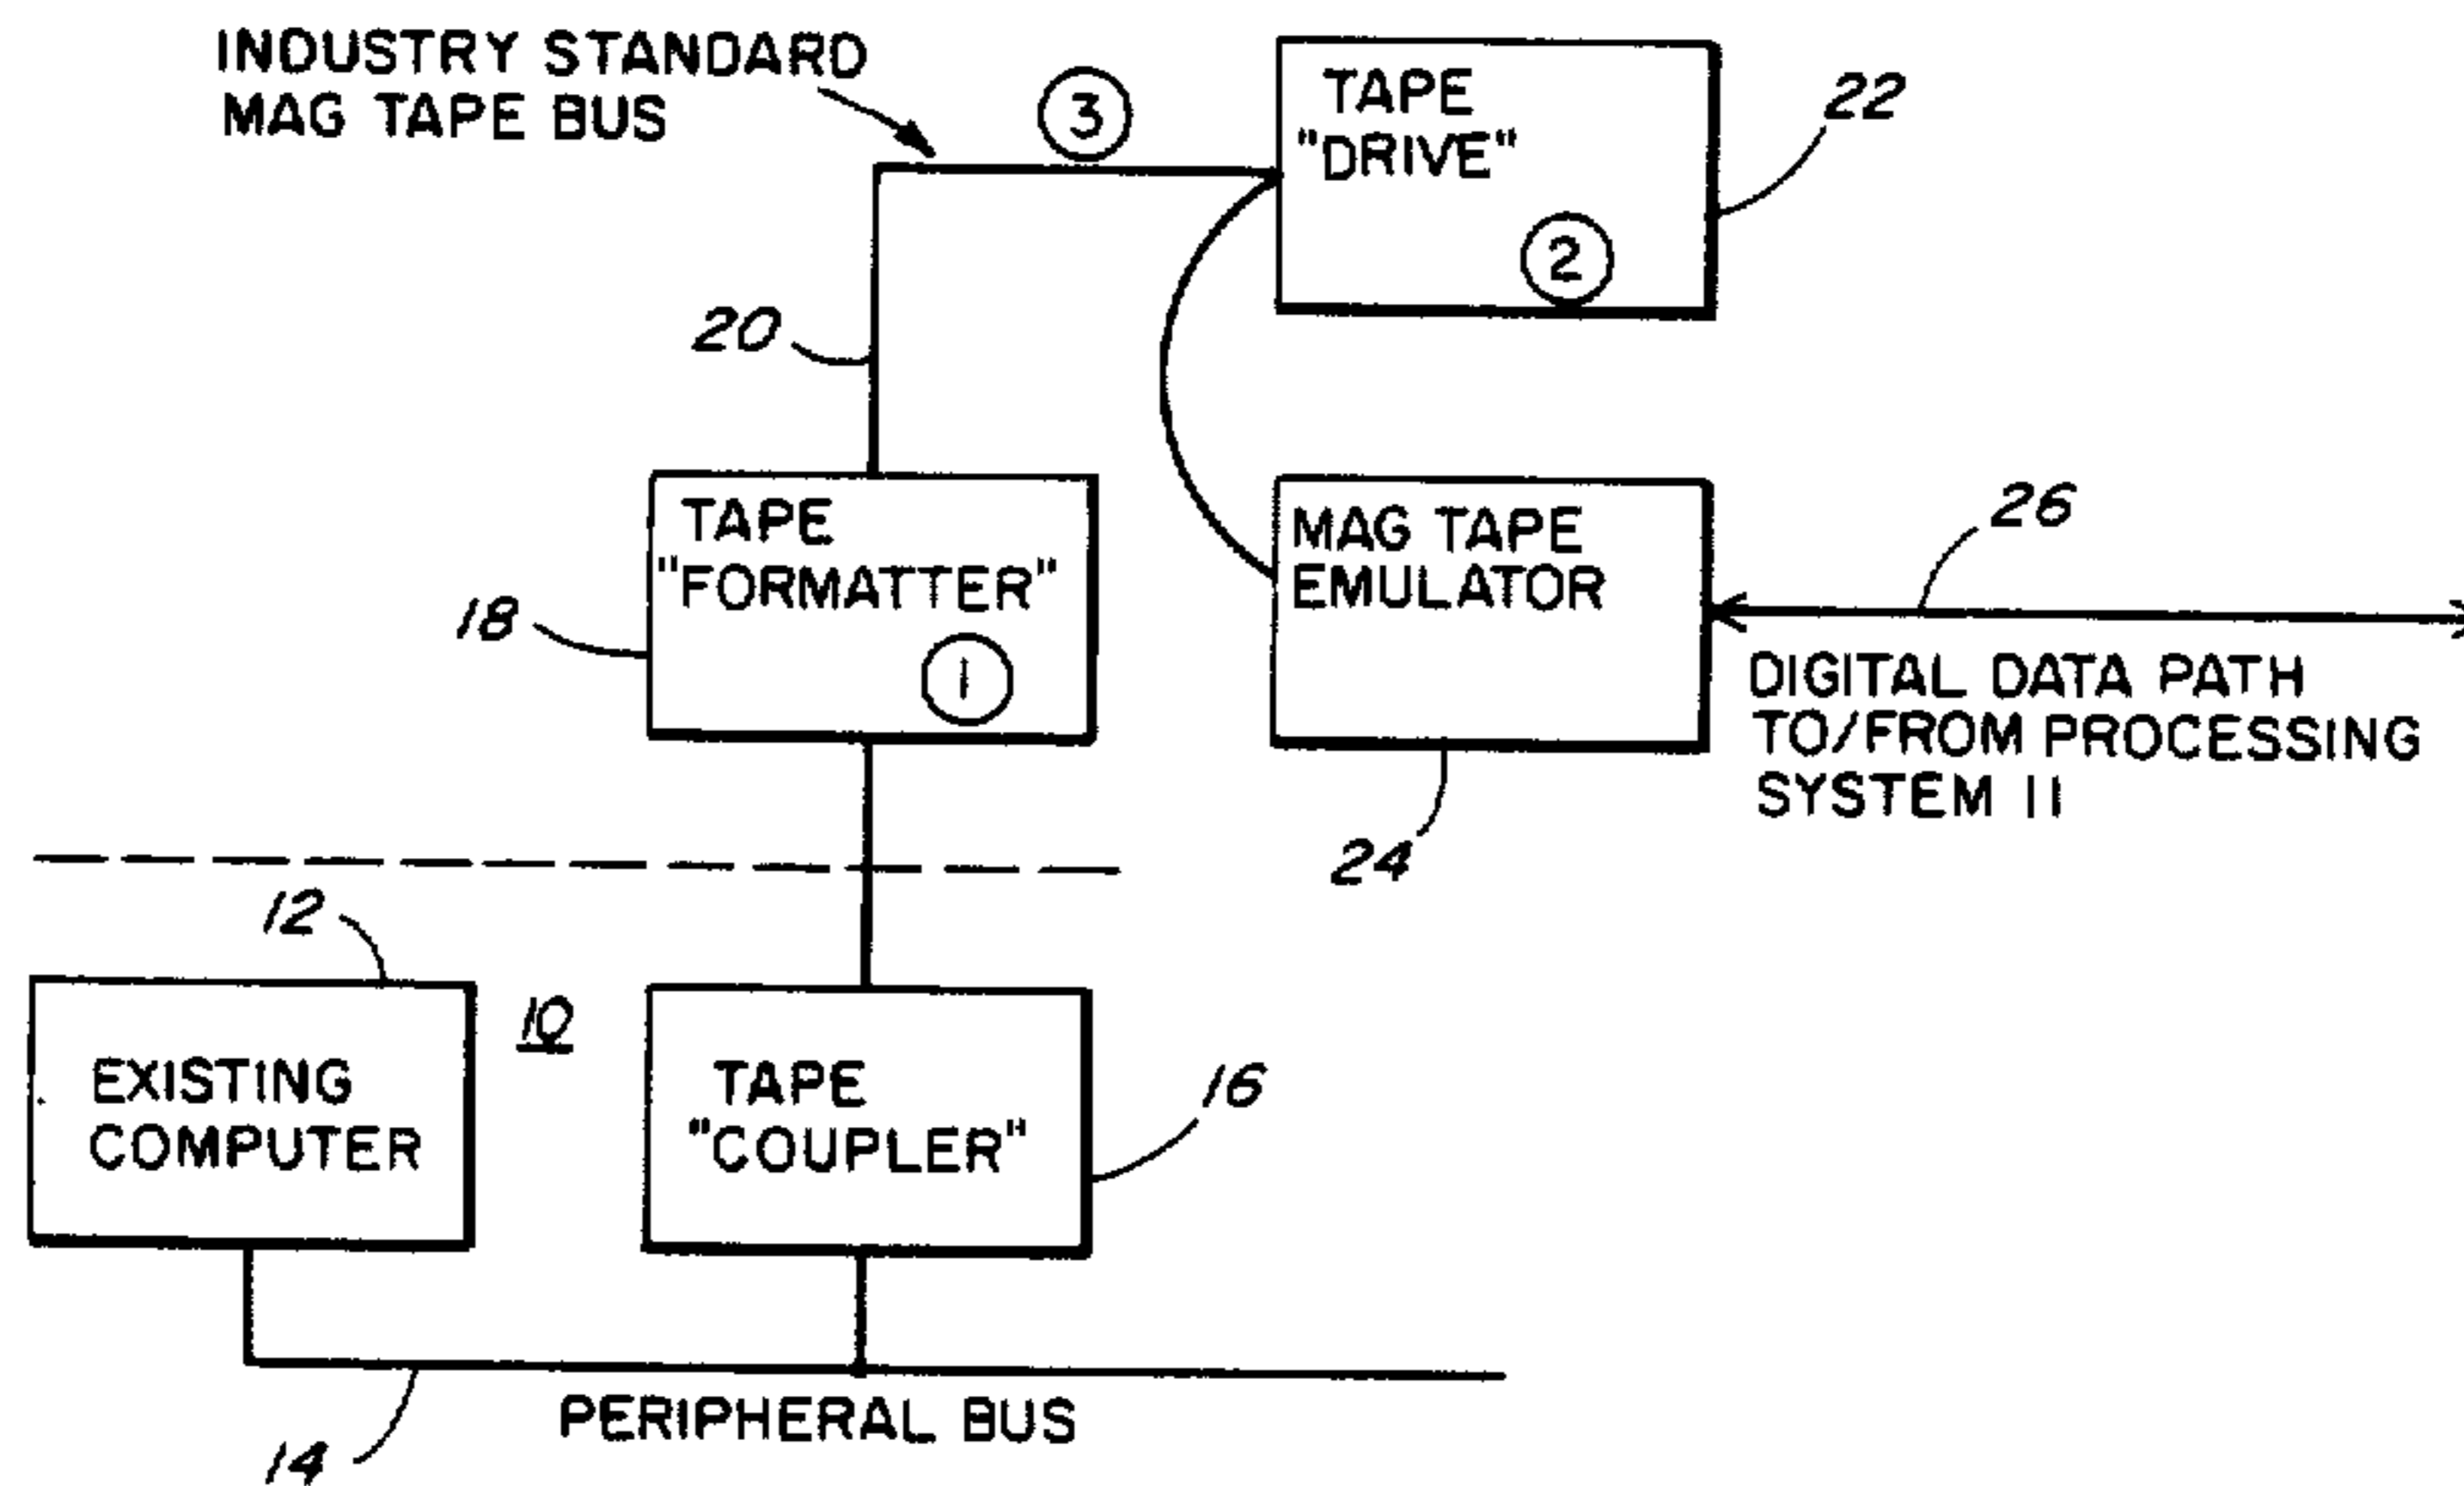 INDUSTRY STANDARD
MAG TAPE BUS
3
TAPE
"DRIVE"
2
22
20
TAPE
"FORMATTER"
1
18
MAG TAPE
EMULATOR
26
DIGITAL DATA PATH
TO/FROM PROCESSING
SYSTEM 11
24
12
10
EXISTING
COMPUTER
TAPE
"COUPLER"
16
PERIPHERAL BUS
14